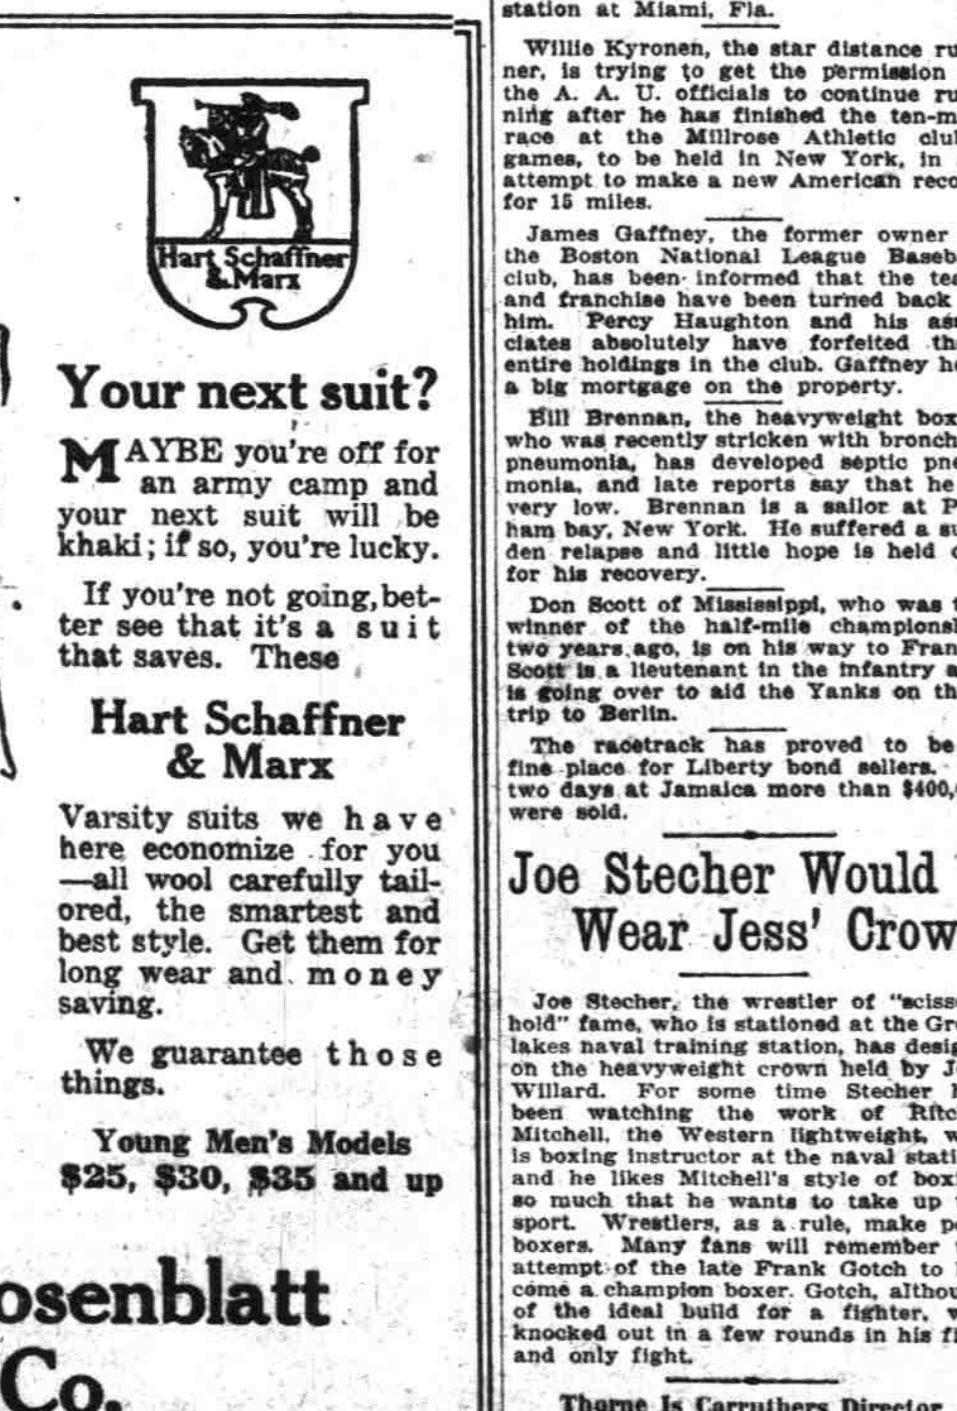 Hart Schaffner
& Marx
Your next suit?
MAYBE you're off for
an army camp and
your next suit will be
khaki; if so, you're lucky.
If you're not going, bet-
ter see that it's a suit
that saves. These
Hart Schaffner
& Marx
Varsity suits we have
here economize for you
—all wool carefully tail-
ored, the smartest and
best style. Get them for
long wear and money
saving.
We guarantee those
things.
Young Men's Models
$25, $30, $35 and up
osenblatt
Co.
station at Miami, Fla.
Willie Kyronen, the star distance ru
ner, is trying to get the permission
the A. A. U. officials to continue ru
ning after he has finished the ten-m
race at the Millrose Athletic clu
games, to be held in New York, in
attempt to make a new American reco
for 15 miles.
James Gaffney, the former owner
the Boston National League Baseb
club, has been informed that the tea
and franchise have been turned back
him. Percy Haughton and his ass
ciates absolutely have forfeited the
entire holdings in the club. Gaffney h
a big mortgage on the property.
Bill Brennan, the heavyweight box
who was recently stricken with bronch
pneumonia, has developed septic pne
monia, and late reports say that he
very low. Brennan is a sailor at P
ham bay, New York. He suffered a su
den relapse and little hope is held o
for his recovery.
Don Scott of Mississippi, who was t
winner of the half-mile championsh
two years ago, is on his way to Fran
Scott is a lieutenant in the infantry a
is going over to aid the Yanks on th
trip to Berlin.
The racetrack has proved to be
fine place for Liberty bond sellers.
two days at Jamaica more than $400,
were sold.
Joe Stecher Would
Wear Jess' Crow
Joe Stecher, the wrestler of "sciss
hold" fame, who is stationed at the Gr
lakes naval training station, has desig
on the heavyweight crown held by J
Willard. For some time Stecher h
been watching the work of Ritc
Mitchell, the Western lightweight, w
is boxing instructor at the naval stati
and he likes Mitchell's style of boxi
so much that he wants to take up
sport. Wrestlers, as a rule, make po
boxers. Many fans will remember
attempt of the late Frank Gotch to
come a champion boxer. Gotch, althou
of the ideal build for a fighter, w
knocked out in a few rounds in his fi
and only fight.
Thorne Is Carruthers Director